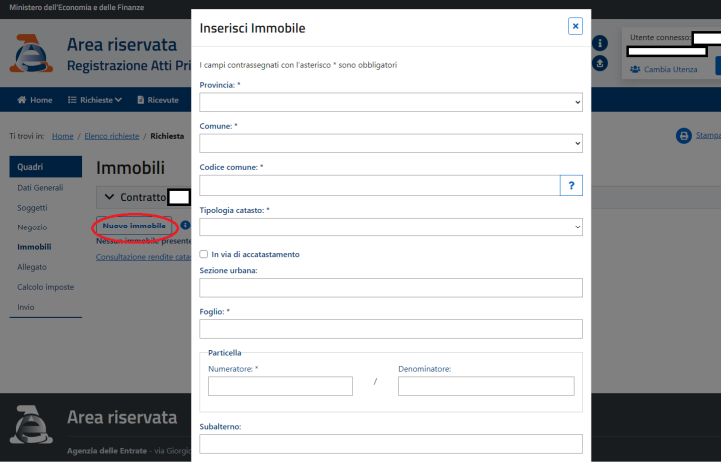 Ministero dell'Economia e delle Finanze
Area riservata
Registrazione Atti Pri
Utente connesso:
Cambia Utenza
Home Richieste Ricevute
Ti trovi in: Home / Elenco richieste / Richiesta
Stampa
Quadri
Dati Generali
Soggetti
Negozio
Immobili
Allegato
Calcolo imposte
Invio
Immobili
Contratto
Nuovo immobile
Nessun immobile presente
Consultazione rendite catas
Inserisci Immobile
×
I campi contrassegnati con l'asterisco * sono obbligatori
Provincia: *
Comune: *
Codice comune: *
?
Tipologia catasto: *
In via di accatastamento
Sezione urbana:
Foglio: *
Particella
Numeratore: *
Denominatore:
/
Subalterno:
Area riservata
Agenzia delle Entrate - via Giorgio